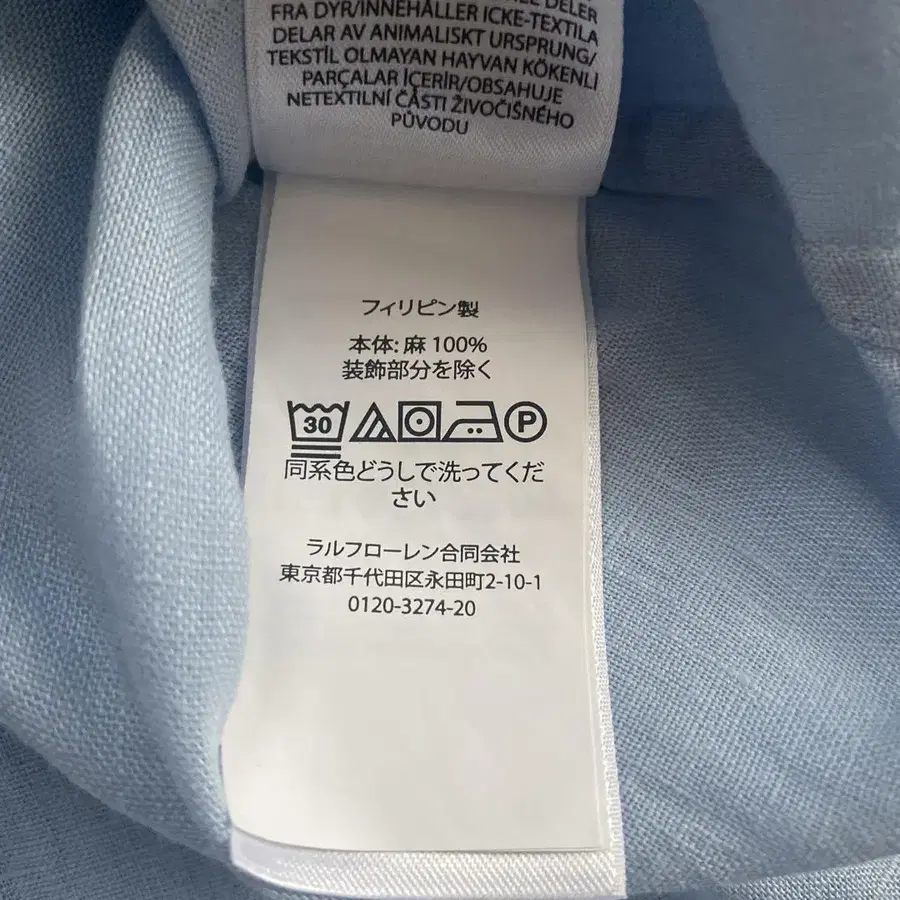 DELER
FRA DYR/INNEHÅLLER ICKE-TEXTILA
DELAR AV ANIMALISKT URSPRUNG/
TEKSTİL OLMAYAN HAYVAN KÖKENLİ
PARÇALAR İÇERİR/OBSAHUJE
NETEXTILNÍ ČÁSTI ŽIVOČIŠNÉHO
PŮVODU
フィリピン製
本体: 麻 100%
装飾部分を除く
30 P
同系色どうしで洗ってくだ
さい
ラルフローレン合同会社
東京都千代田区永田町2-10-1
0120-3274-20